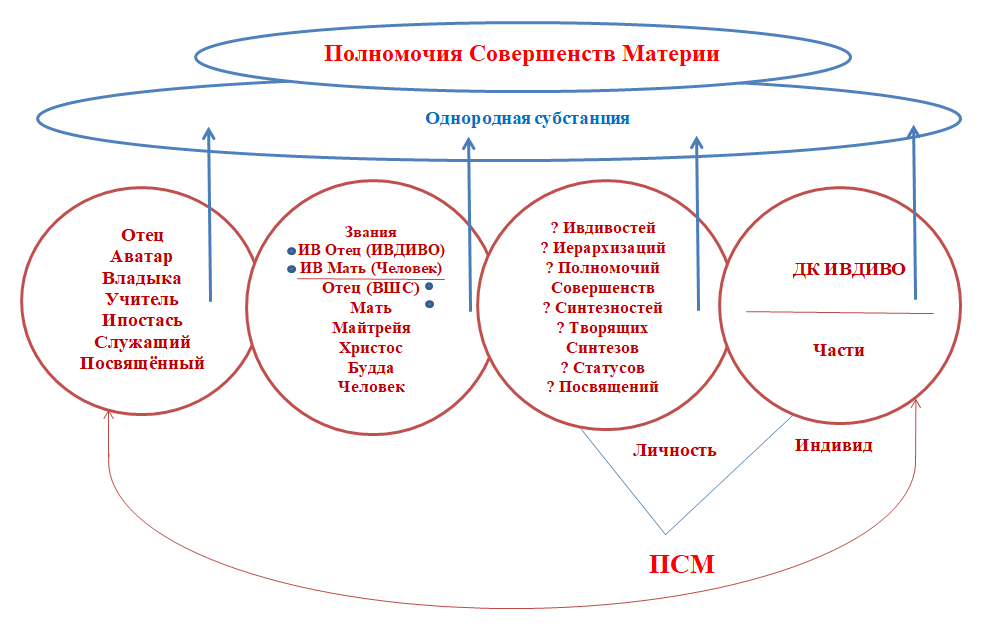 Полномочия Совершенств Материи
Однородная субстанция
Отец
Аватар
Владыка
Учитель
Ипостась
Служащий
Посвящённый
Звания
ИВ Отец (ИВДИВО)
ИВ Мать (Человек)
Отец (ВШС)
Мать
Майтрейя
Христос
Будда
Человек
? Ивдивостей
? Иерархизаций
? Полномочий
Совершенств
? Синтезностей
? Творящих
Синтезов
? Статусов
? Посвящений
ДК ИВДИВО
Части
Личность
Индивид
ПСМ